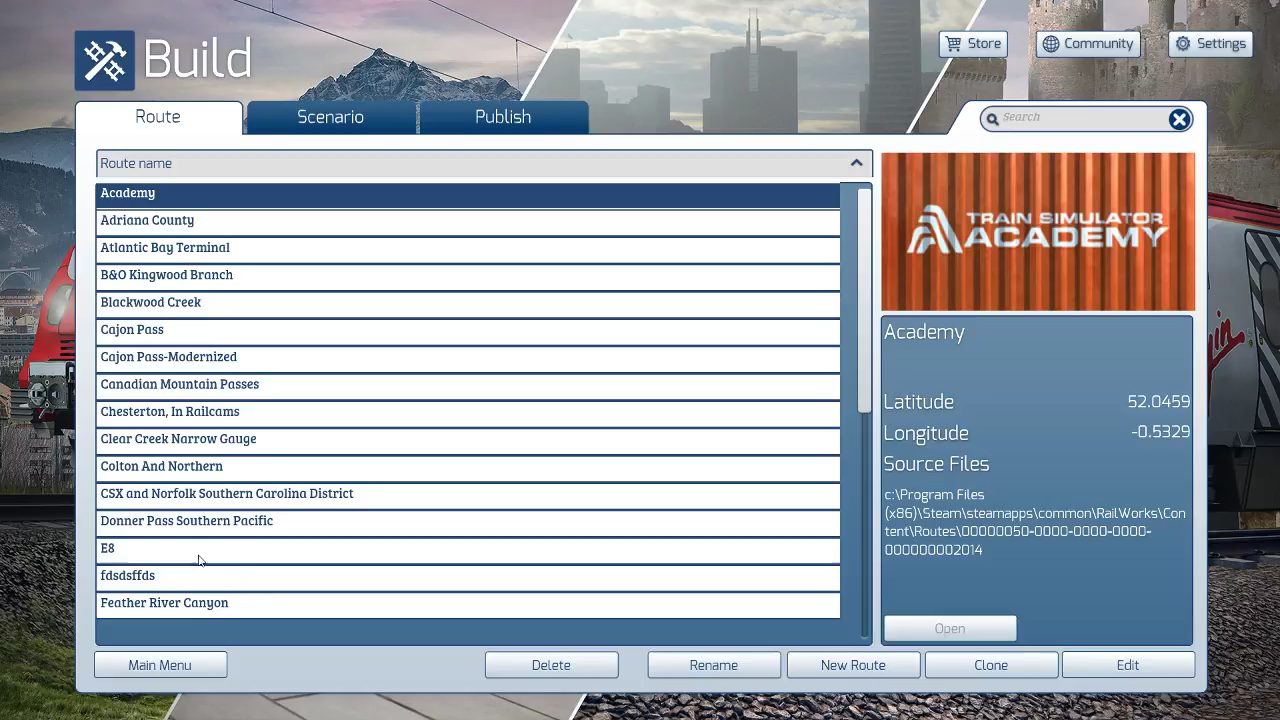 Build
Store
Community
Settings
Route
Scenario
Publish
Search
Route name
Academy
Adriana County
Atlantic Bay Terminal
B&O Kingwood Branch
Blackwood Creek
Cajon Pass
Cajon Pass-Modernized
Canadian Mountain Passes
Chesterton, In Railcams
Clear Creek Narrow Gauge
Colton And Northern
CSX and Norfolk Southern Carolina District
Donner Pass Southern Pacific
E8
fdsdsffds
Feather River Canyon
TRAIN SIMULATOR
ACADEMY
Academy
Latitude 52.0459
Longitude -0.5329
Source Files
c:\Program Files
(x86)\Steam\steamapps\common\RailWorks\Con
tent\Routes\00000050-0000-0000-0000-
000000002014
Open
Main Menu
Delete
Rename
New Route
Clone
Edit